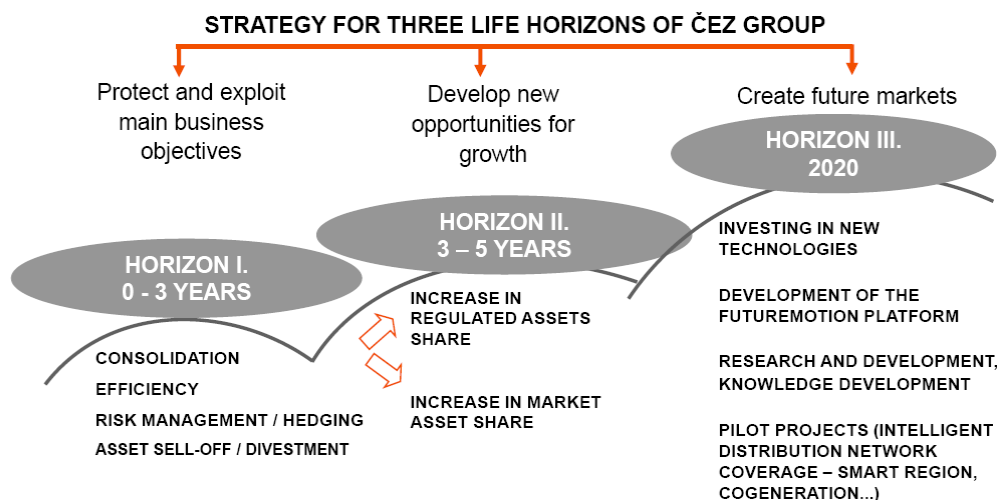 STRATEGY FOR THREE LIFE HORIZONS OF ČEZ GROUP
Protect and exploit
main business
objectives
Develop new
opportunities for
growth
Create future markets
HORIZON I.
0 - 3 YEARS
HORIZON II.
3 – 5 YEARS
HORIZON III.
2020
CONSOLIDATION
EFFICIENCY
RISK MANAGEMENT / HEDGING
ASSET SELL-OFF / DIVESTMENT
INCREASE IN
REGULATED ASSETS
SHARE
INCREASE IN MARKET
ASSET SHARE
INVESTING IN NEW
TECHNOLOGIES
DEVELOPMENT OF THE
FUTUREMOTION PLATFORM
RESEARCH AND DEVELOPMENT,
KNOWLEDGE DEVELOPMENT
PILOT PROJECTS (INTELLIGENT
DISTRIBUTION NETWORK
COVERAGE – SMART REGION,
COGENERATION...)